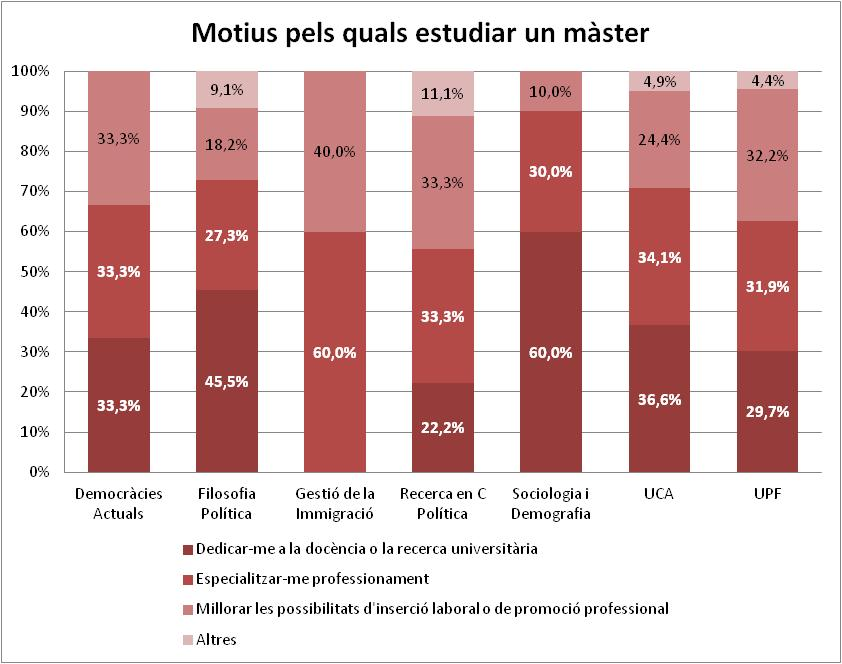 Motius pels quals estudiar un màster
100%
90%
80%
70%
60%
50%
40%
30%
20%
10%
0%
33,3%
33,3%
33,3%
9,1%
18,2%
27,3%
45,5%
40,0%
60,0%
11,1%
33,3%
33,3%
22,2%
10,0%
30,0%
60,0%
4,9%
24,4%
34,1%
36,6%
4,4%
32,2%
31,9%
29,7%
Democràcies
Actuals
Filosofia
Política
Gestió de la
Immigració
Recerca en C
Política
Sociologia i
Demografia
UCA
UPF
Dedicar-me a la docència o la recerca universitària
Especialitzar-me professionament
Millorar les possibilitats d'inserció laboral o de promoció professional
Altres